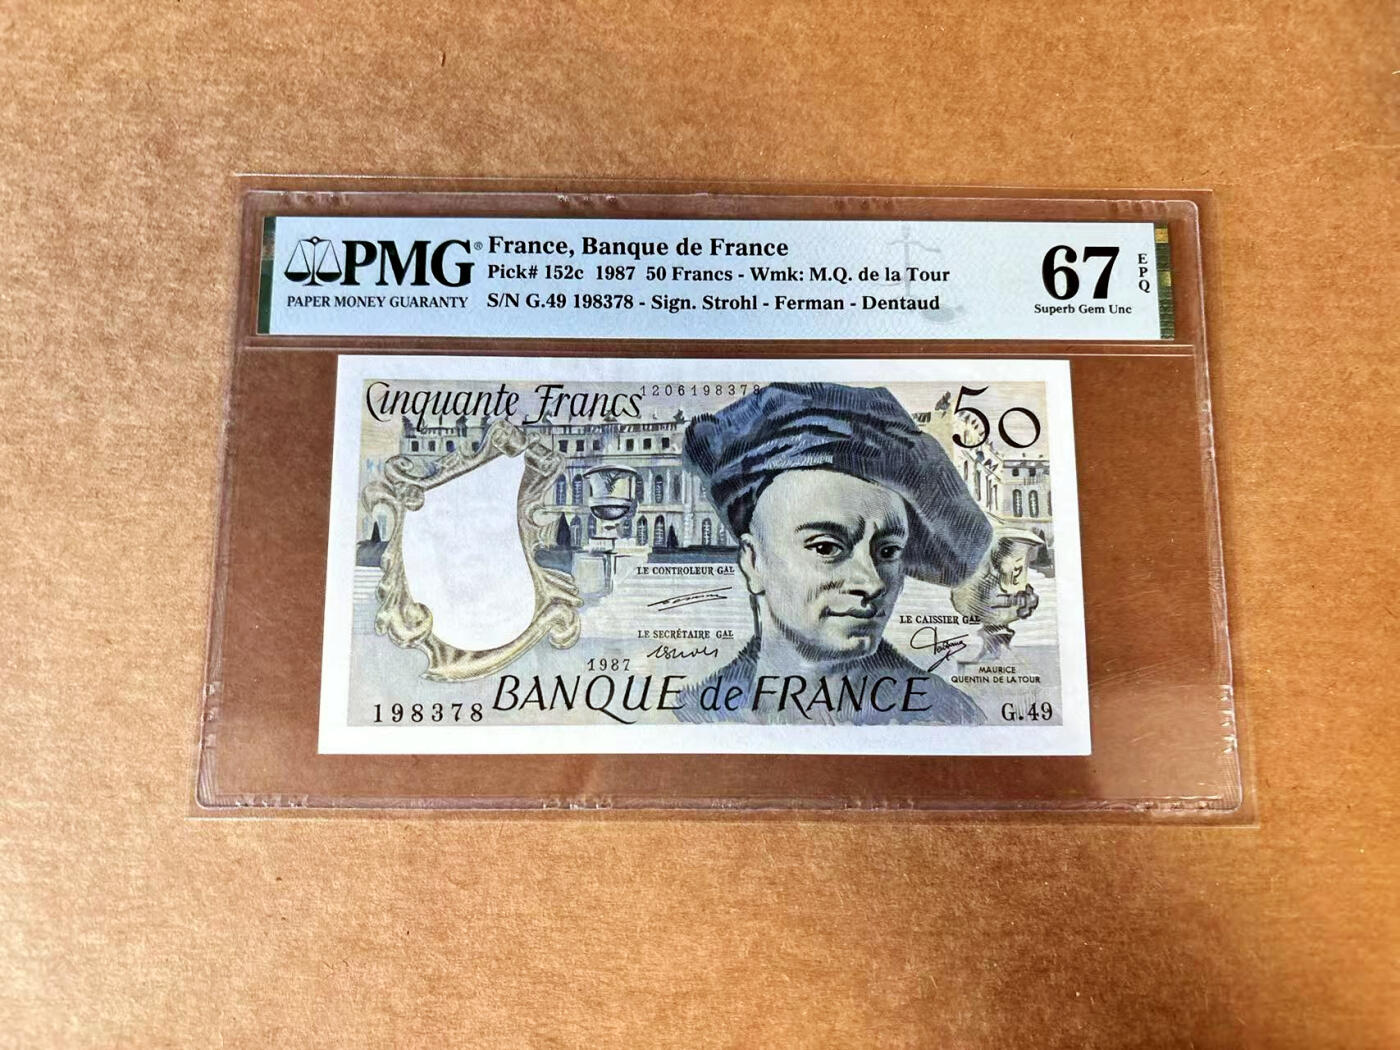 PMG®
PAPER MONEY GUARANTY
France, Banque de France
Pick# 152c 1987 50 Francs - Wmk: M.Q. de la Tour
S/N G.49 198378 - Sign. Strohl - Ferman - Dentaud
67
EPQ
Superb Gem Unc
Cinquante Francs
1206198378
50
LE CONTROLEUR GAL
LE SECRÉTAIRE GAL
LE CAISSIER GAL
1987
MAURICE
QUENTIN DE LA TOUR
BANQUE de FRANCE
198378
G.49